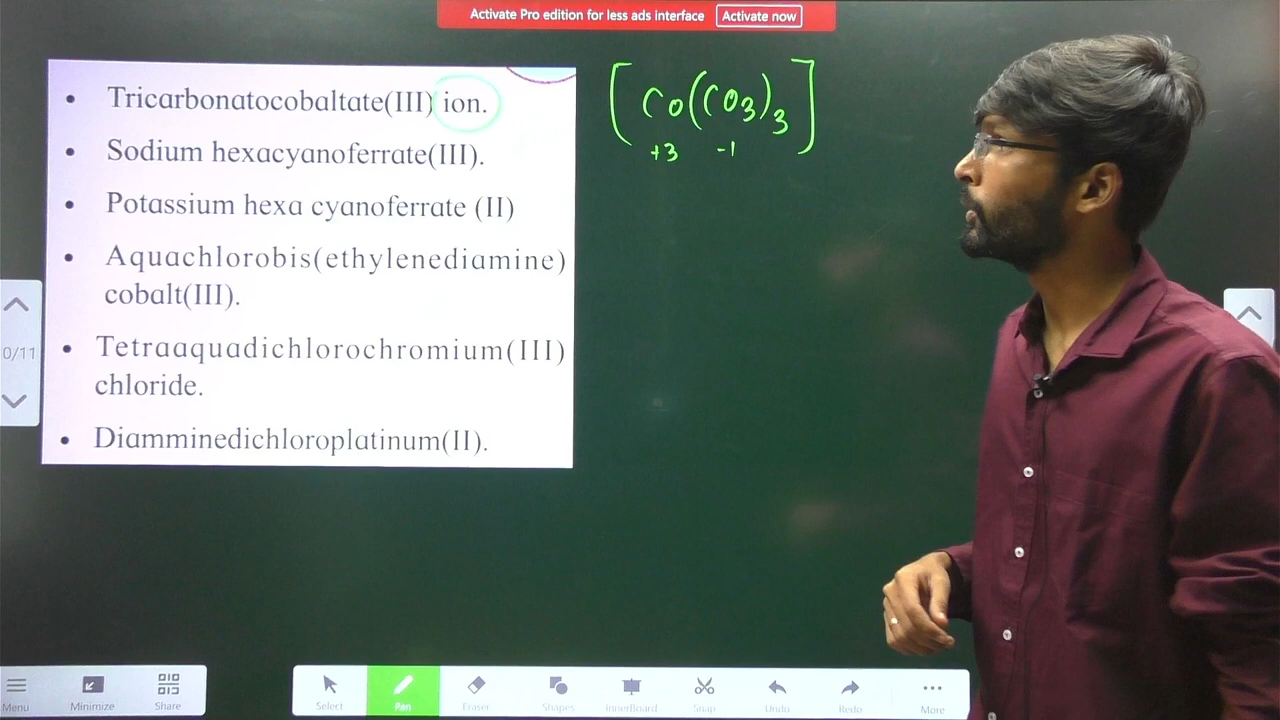 Activate Pro edition for less ads interface Activate now
• Tricarbonatocobaltate(III) ion.
• Sodium hexacyanoferrate(III).
• Potassium hexa cyanoferrate (II)
• Aquachlorobis(ethylenediamine)
cobalt(III).
• Tetraaquadichlorochromium(III)
chloride.
• Diamminedichloroplatinum(II).
[Co(CO3)3]
+3 -1
0/11
Menu Minimize Share Select Pen Eraser Shapes InnerBoard Snap Undo Redo More